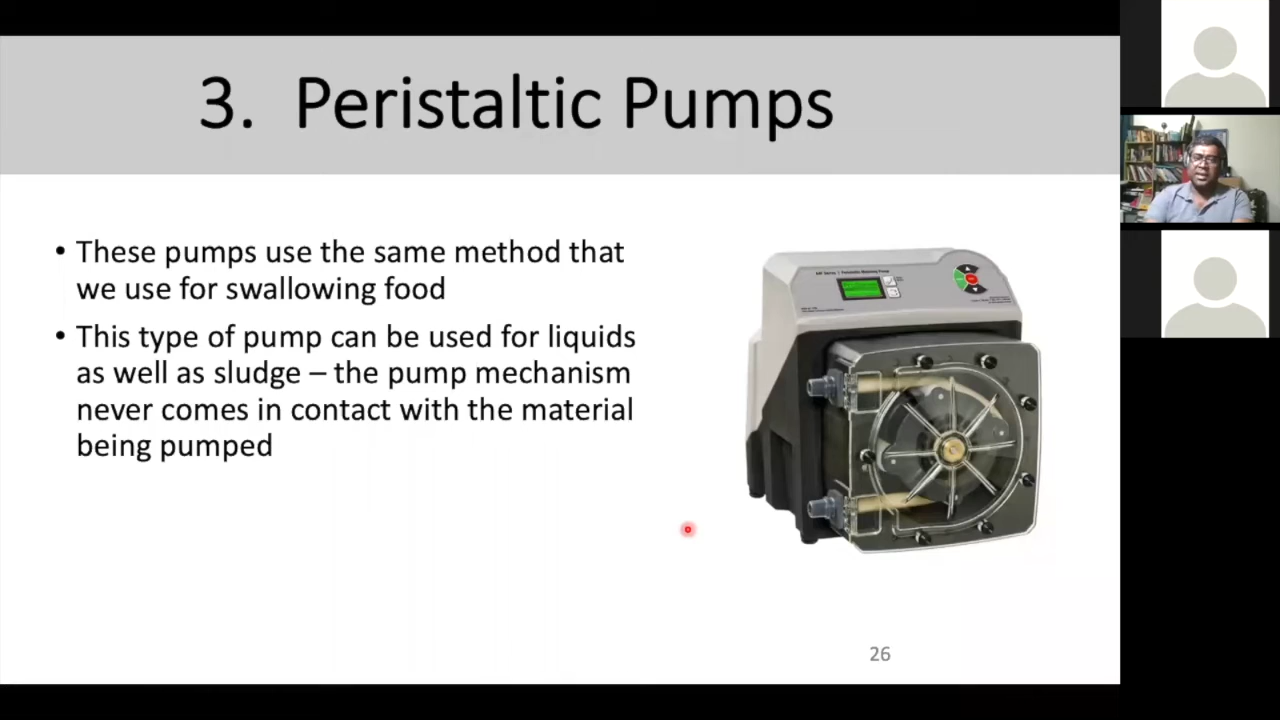 3. Peristaltic Pumps
• These pumps use the same method that
we use for swallowing food
• This type of pump can be used for liquids
as well as sludge – the pump mechanism
never comes in contact with the material
being pumped
26